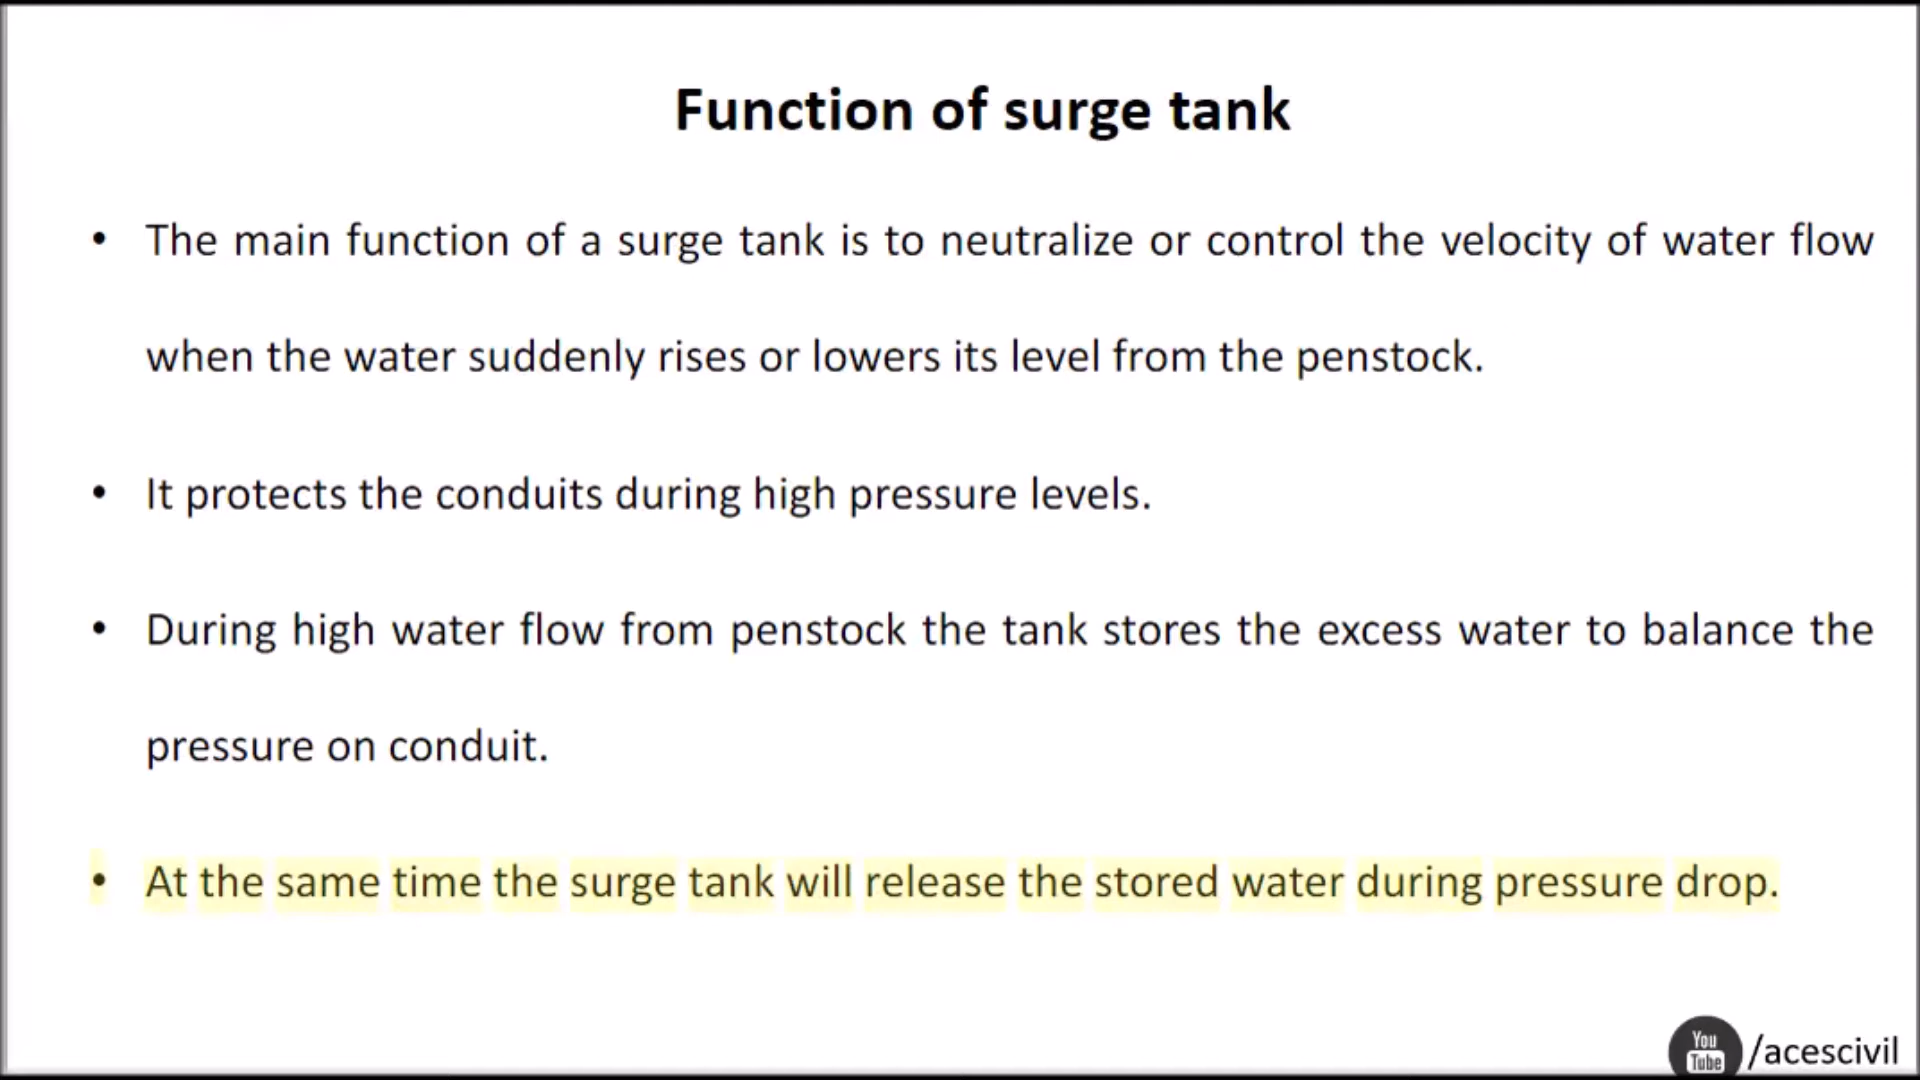 Function of surge tank
• The main function of a surge tank is to neutralize or control the velocity of water flow
when the water suddenly rises or lowers its level from the penstock.
• It protects the conduits during high pressure levels.
• During high water flow from penstock the tank stores the excess water to balance the
pressure on conduit.
• At the same time the surge tank will release the stored water during pressure drop.
You
Tube
/acescivil